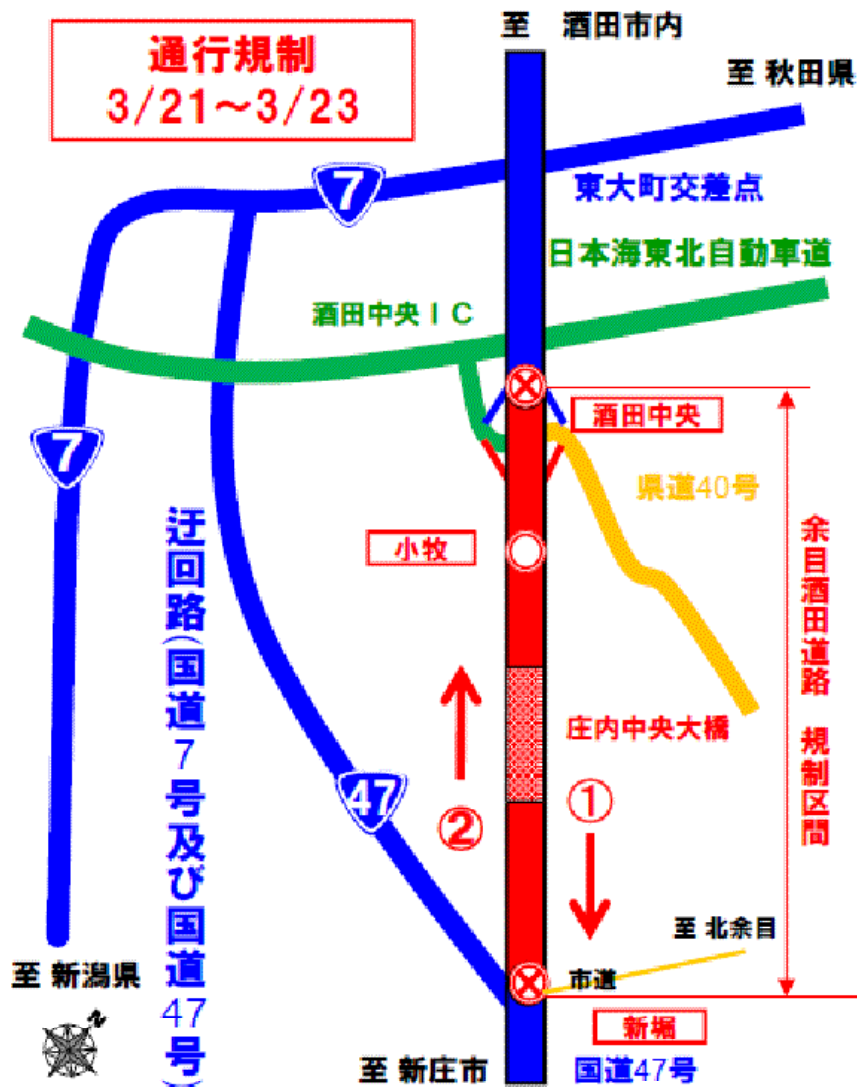 至 酒田市内
通行規制
3/21～3/23
至 秋田県
7
東大町交差点
日本海東北自動車道
酒田中央IC
酒田中央
7
県道40号
小牧
迂回路(国道7号及び国道47号)
余目酒田道路 規制区間
庄内中央大橋
47
①
②
至 北余目
至 新潟県
市道
新堀
N
至 新庄市
国道47号